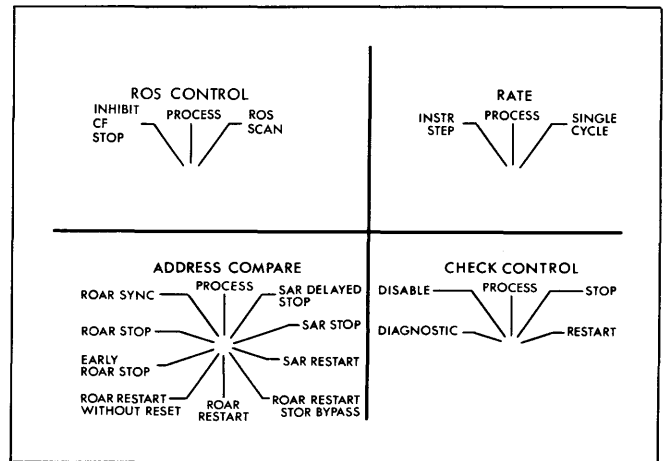 ROS CONTROL
INHIBIT
CF
STOP
PROCESS
ROS
SCAN
RATE
INSTR
STEP
PROCESS
SINGLE
CYCLE
ADDRESS COMPARE
PROCESS
ROAR SYNC
SAR DELAYED
STOP
ROAR STOP
SAR STOP
EARLY
ROAR STOP
SAR RESTART
ROAR RESTART
WITHOUT RESET
ROAR
RESTART
ROAR RESTART
STOR BYPASS
CHECK CONTROL
DISABLE
PROCESS
STOP
DIAGNOSTIC
RESTART